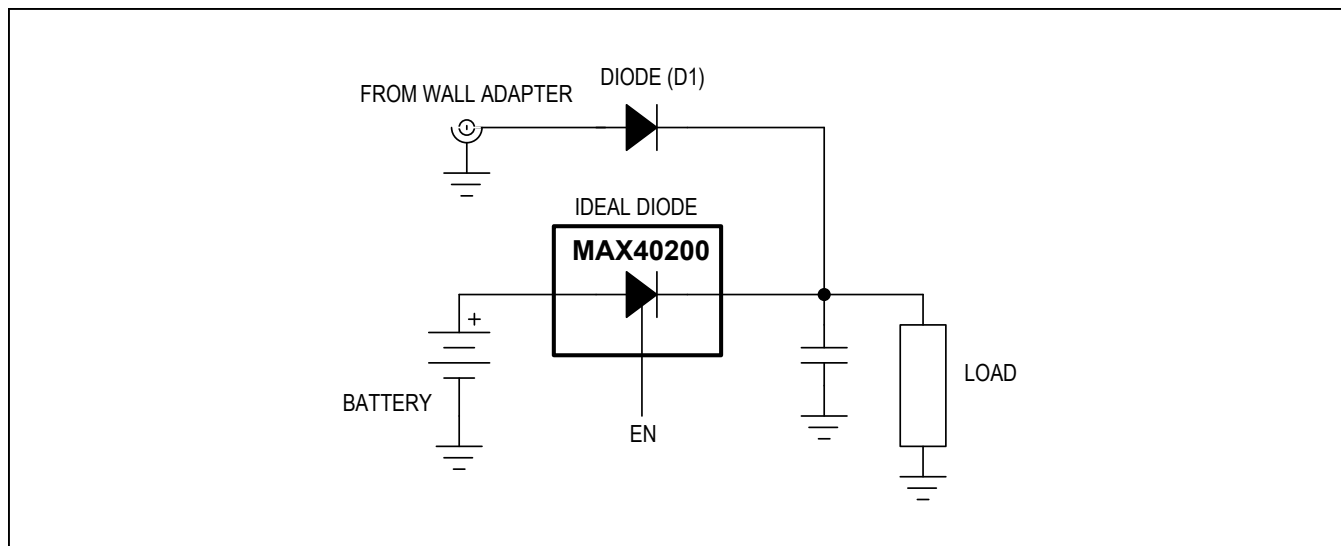 DIODE (D1)
FROM WALL ADAPTER
IDEAL DIODE
MAX40200
+
LOAD
BATTERY
EN